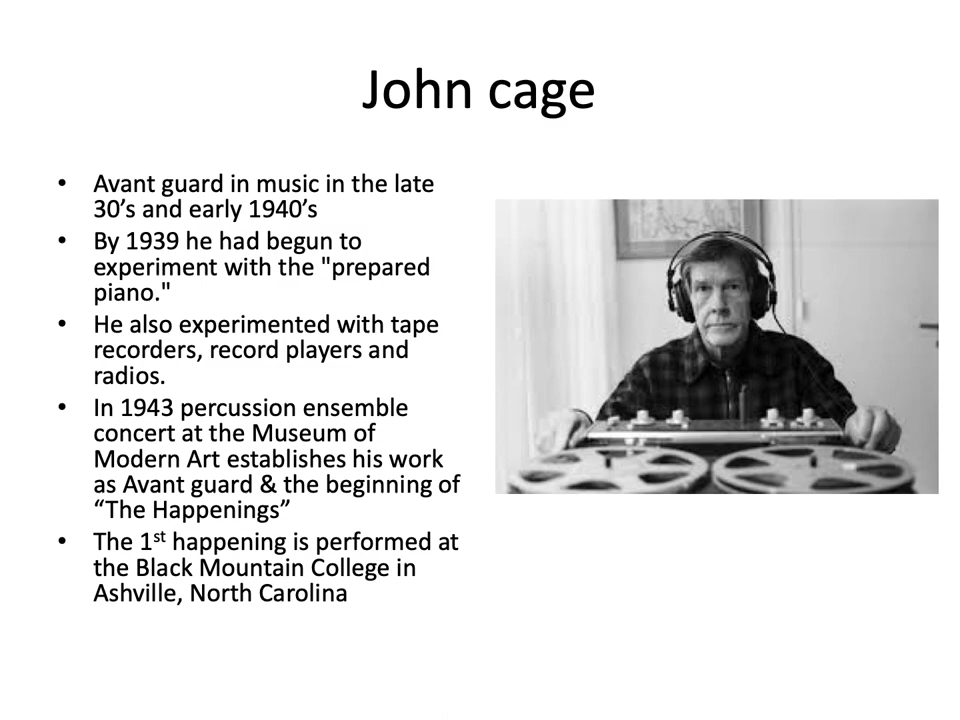 John cage
• Avant guard in music in the late
30’s and early 1940’s
• By 1939 he had begun to
experiment with the "prepared
piano."
• He also experimented with tape
recorders, record players and
radios.
• In 1943 percussion ensemble
concert at the Museum of
Modern Art establishes his work
as Avant guard & the beginning of
“The Happenings”
• The 1st happening is performed at
the Black Mountain College in
Ashville, North Carolina